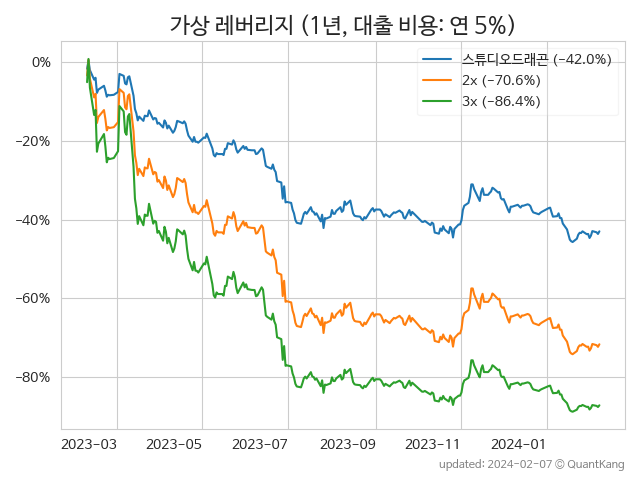 가상 레버리지 (1년, 대출 비용: 연 5%)
스튜디오드래곤 (−42.0%)
2x (−70.6%)
3x (−86.4%)
0%
−20%
−40%
−60%
−80%
2023-03 2023-05 2023-07 2023-09 2023-11 2024-01
updated: 2024-02-07 © QuantKang